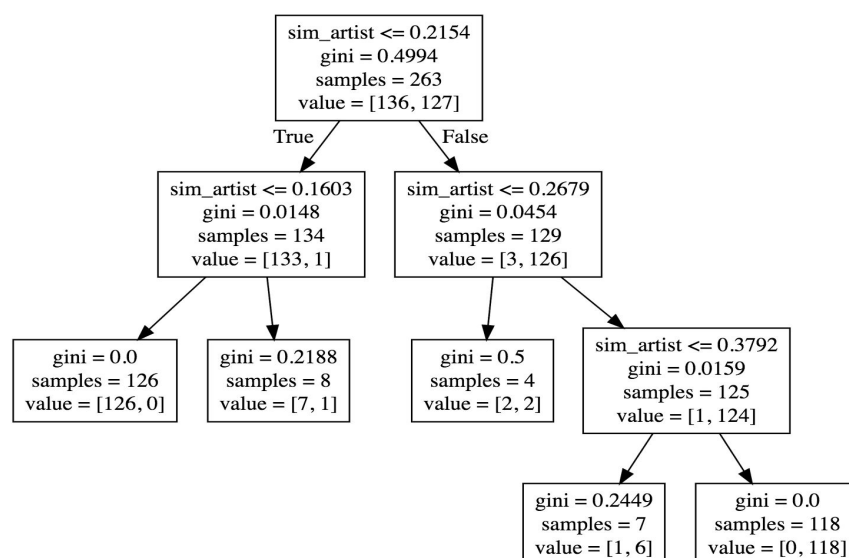 sim_artist <= 0.2154
gini = 0.4994
samples = 263
value = [136, 127]
True
False
sim_artist <= 0.1603
gini = 0.0148
samples = 134
value = [133, 1]
sim_artist <= 0.2679
gini = 0.0454
samples = 129
value = [3, 126]
gini = 0.0
samples = 126
value = [126, 0]
gini = 0.2188
samples = 8
value = [7, 1]
gini = 0.5
samples = 4
value = [2, 2]
sim_artist <= 0.3792
gini = 0.0159
samples = 125
value = [1, 124]
gini = 0.2449
samples = 7
value = [1, 6]
gini = 0.0
samples = 118
value = [0, 118]